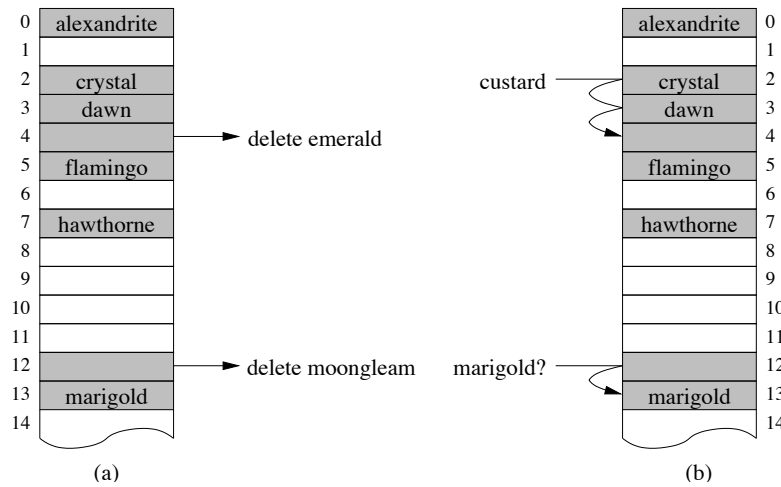 0 alexandrite
1
2 crystal
3 dawn
4 delete emerald
5 flamingo
6
7 hawthorne
8
9
10
11
12 delete moongleam
13 marigold
14
(a)
alexandrite 0
1
custard crystal 2
dawn 3
4
flamingo 5
6
hawthorne 7
8
9
10
11
marigold? 12
marigold 13
14
(b)